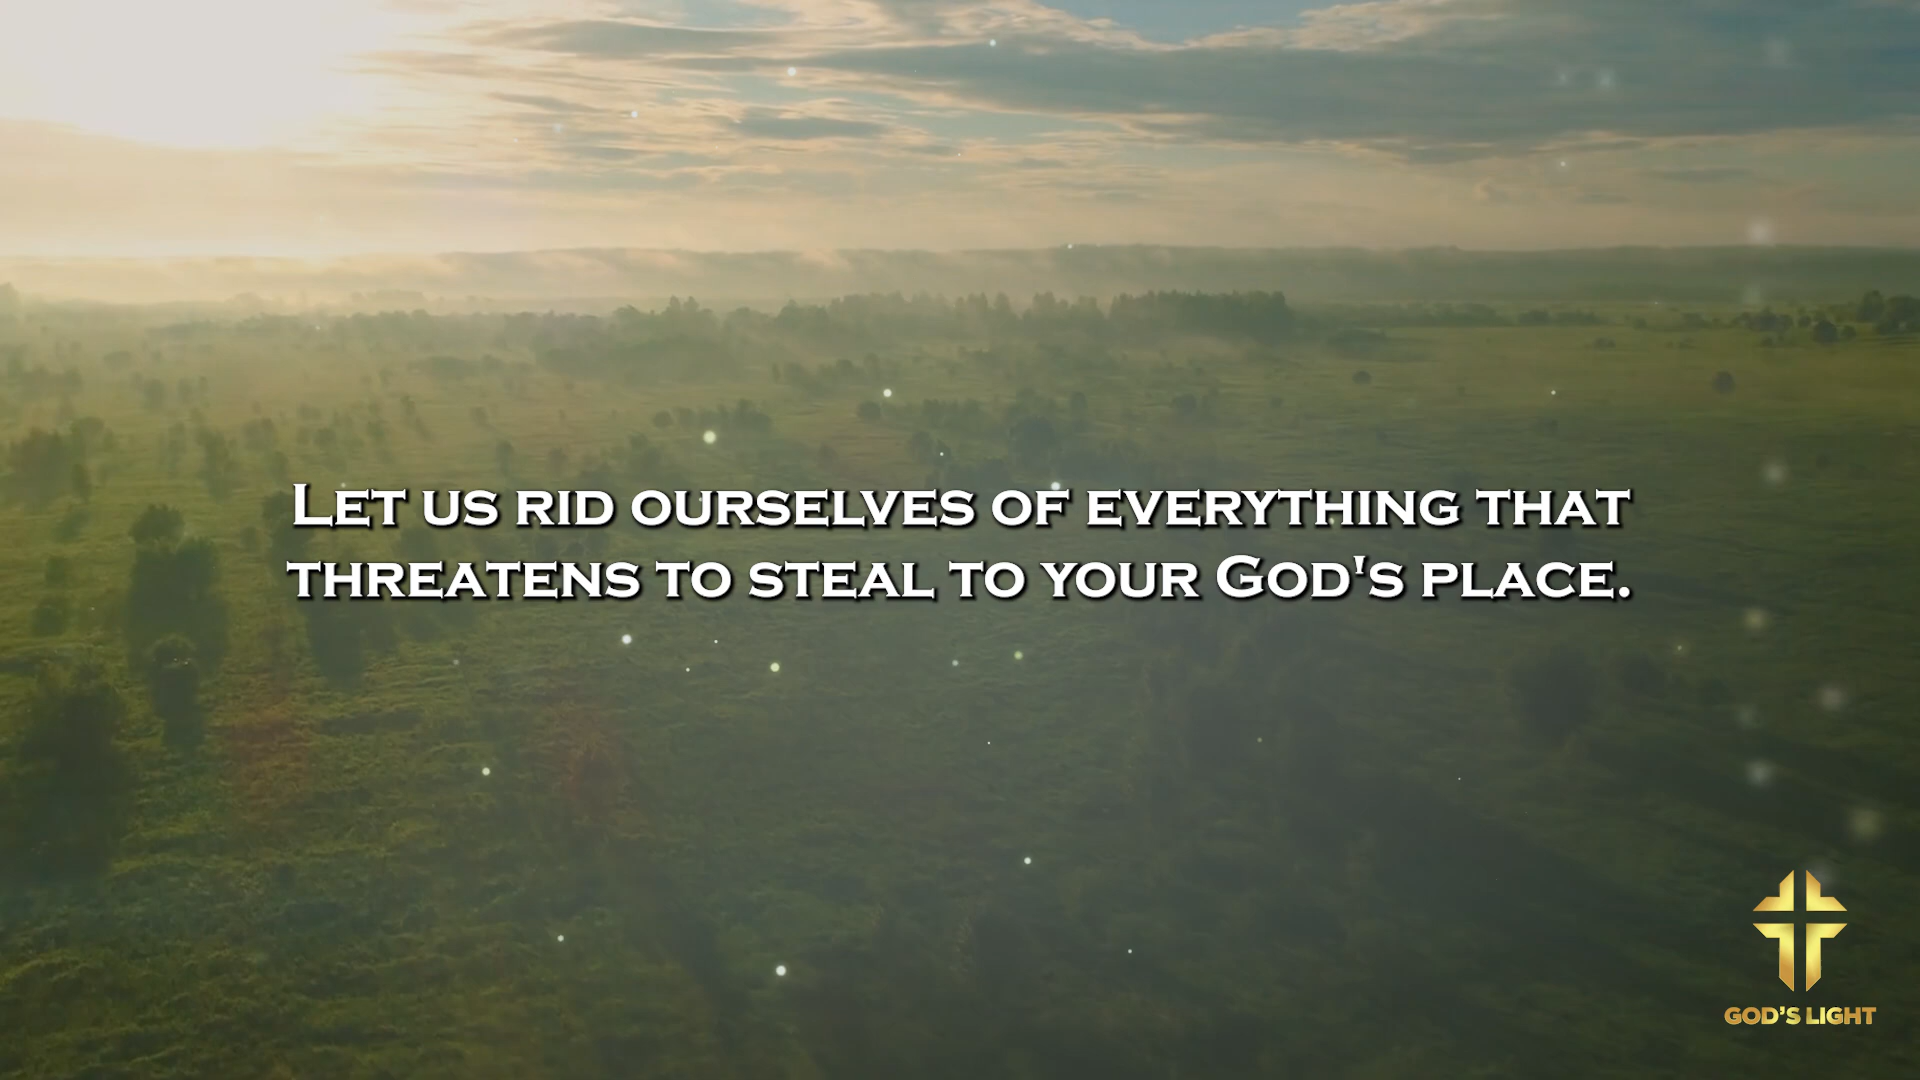 Let us rid ourselves of everything that
threatens to steal to your God's place.
GOD'S LIGHT